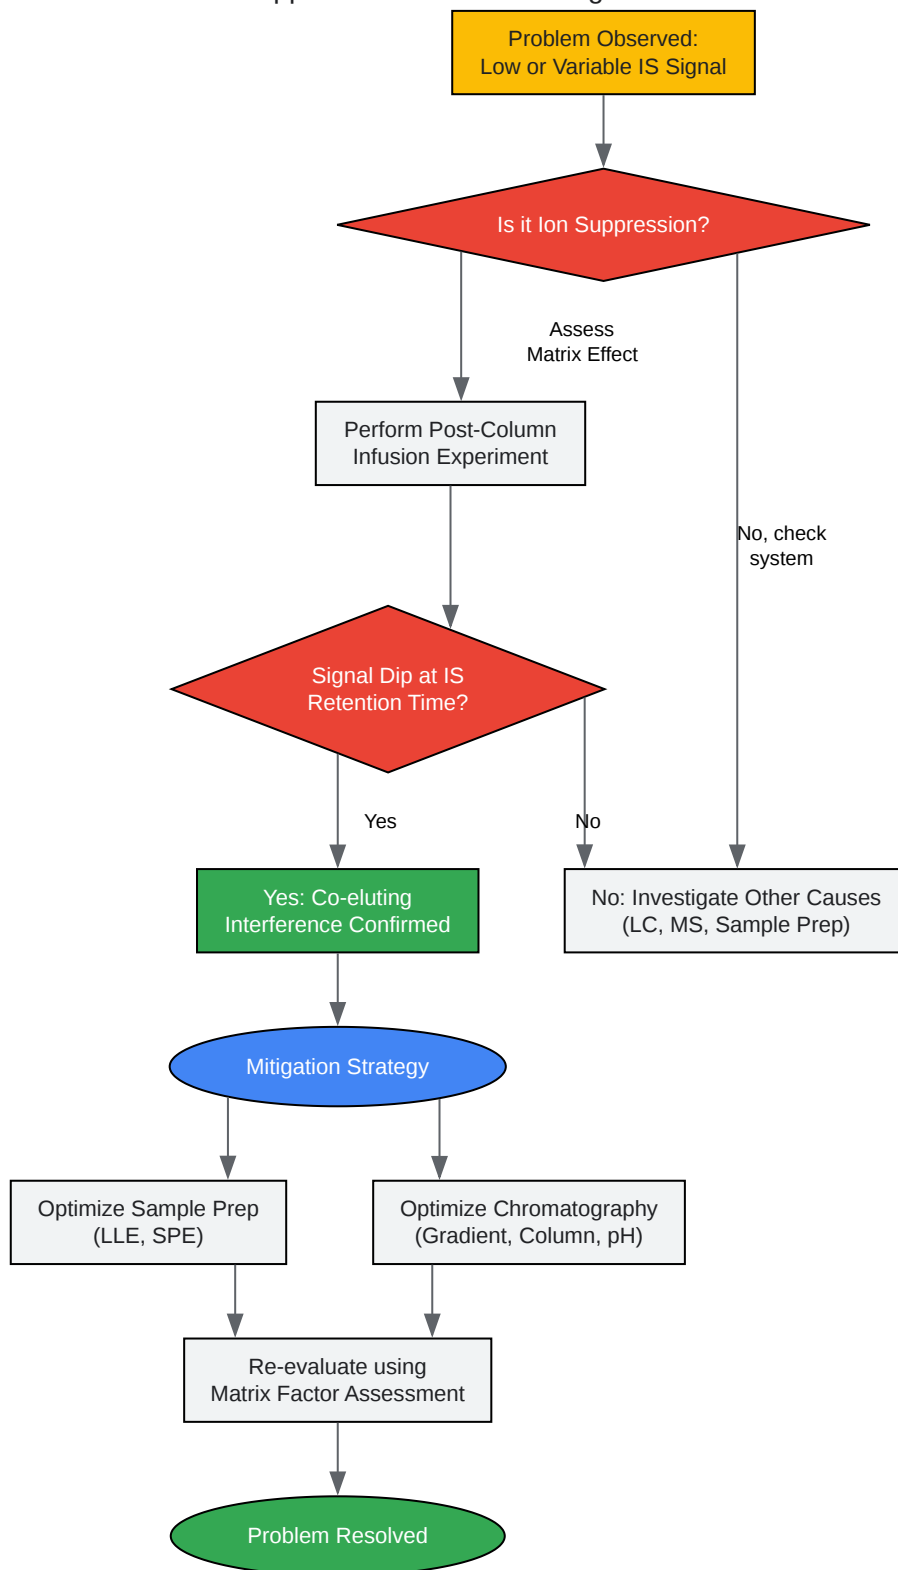 Problem Observed:
Low or Variable IS Signal
Is it Ion Suppression?
Assess
Matrix Effect
Perform Post-Column
Infusion Experiment
No, check
system
Signal Dip at IS
Retention Time?
Yes
No
Yes: Co-eluting
Interference Confirmed
No: Investigate Other Causes
(LC, MS, Sample Prep)
Mitigation Strategy
Optimize Sample Prep
(LLE, SPE)
Optimize Chromatography
(Gradient, Column, pH)
Re-evaluate using
Matrix Factor Assessment
Problem Resolved